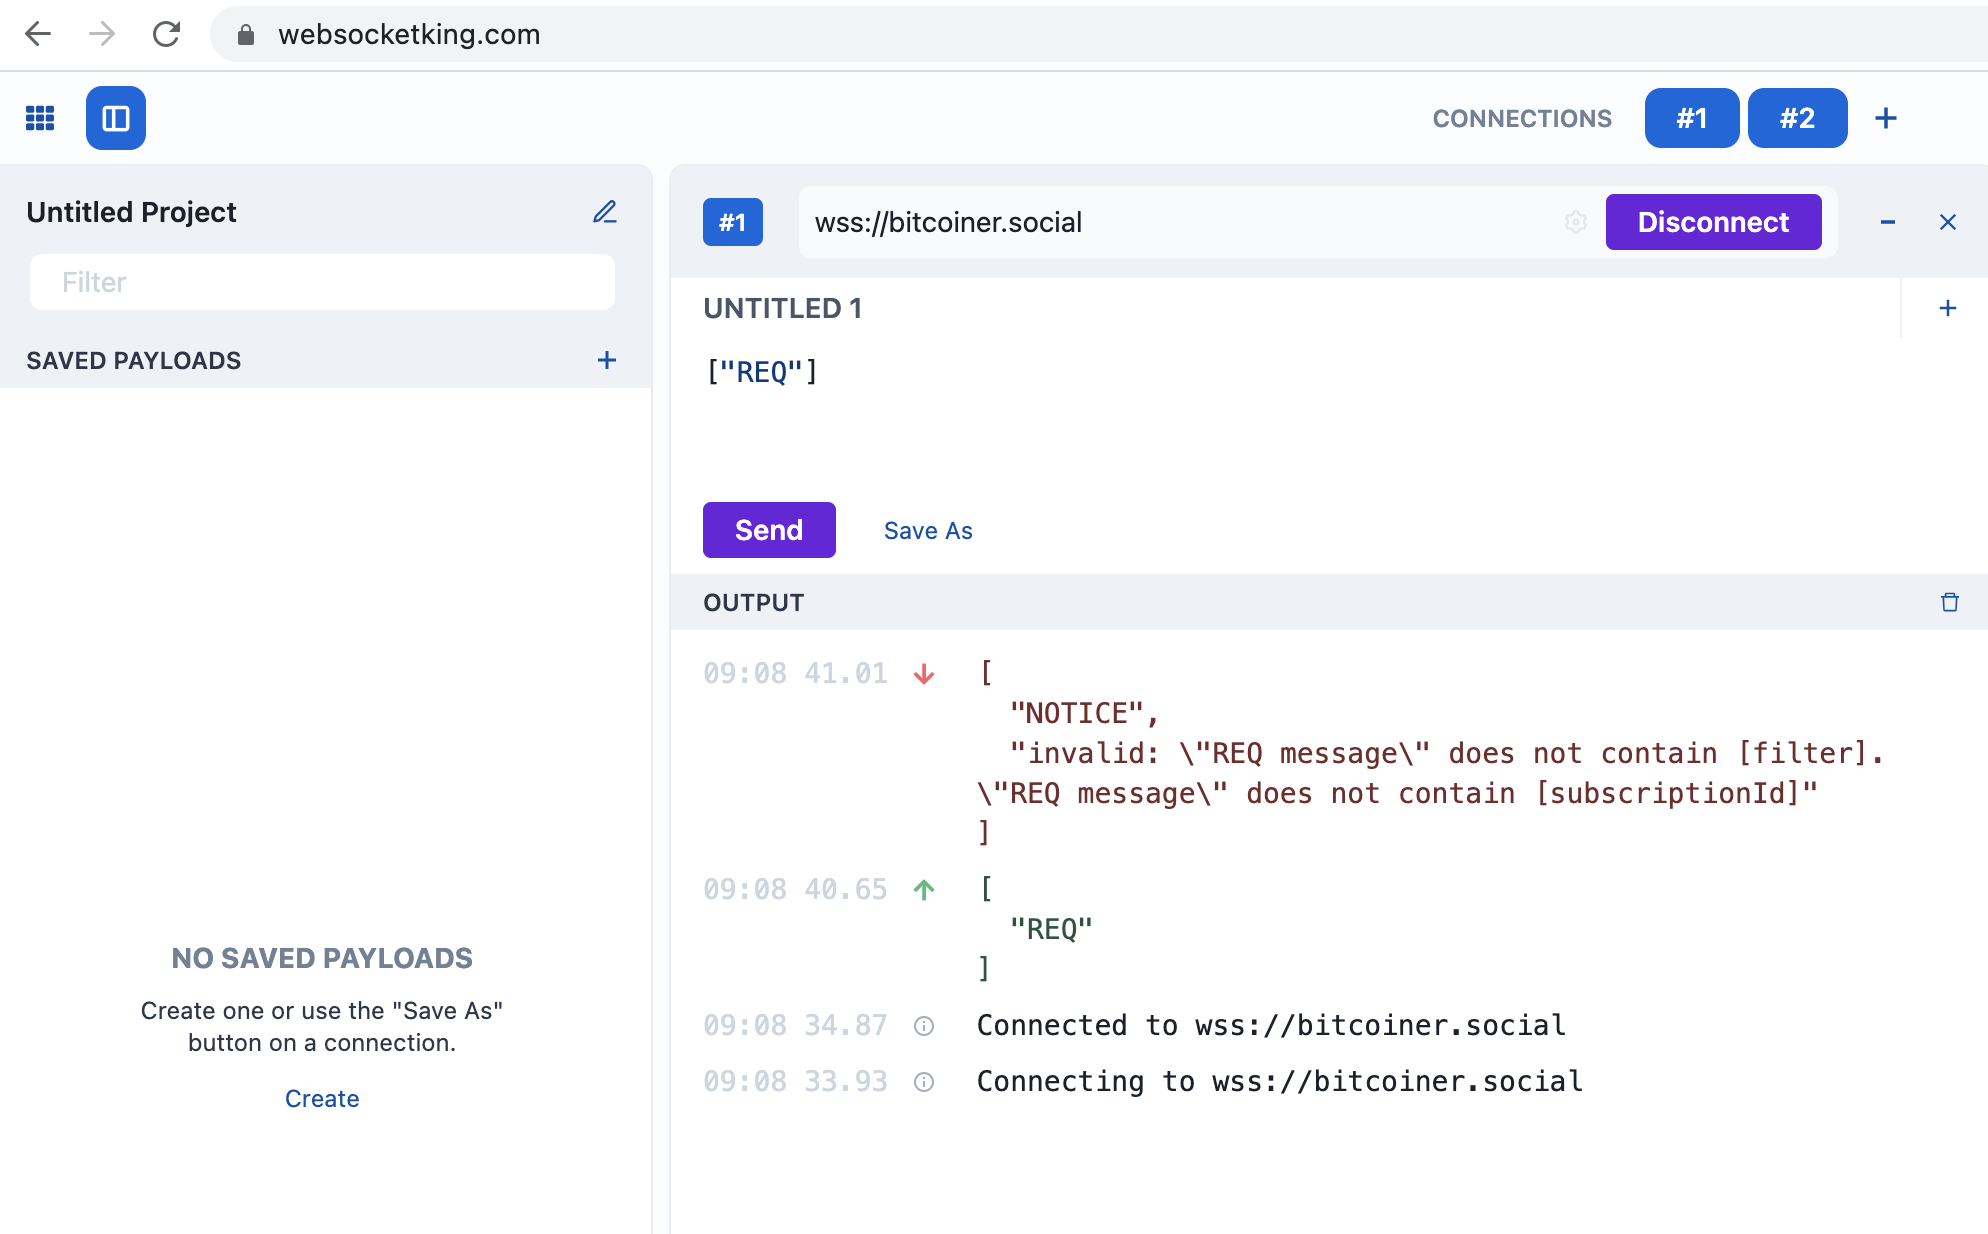 websocketking.com
CONNECTIONS #1 #2 +
Untitled Project
Filter
SAVED PAYLOADS +
NO SAVED PAYLOADS
Create one or use the "Save As"
button on a connection.
Create
#1 wss://bitcoiner.social Disconnect
UNTITLED 1 +
["REQ"]
Send Save As
OUTPUT
09:08 41.01 [
"NOTICE",
"invalid: \"REQ message\" does not contain [filter].
\"REQ message\" does not contain [subscriptionId]"
]
09:08 40.65 [
"REQ"
]
09:08 34.87 Connected to wss://bitcoiner.social
09:08 33.93 Connecting to wss://bitcoiner.social